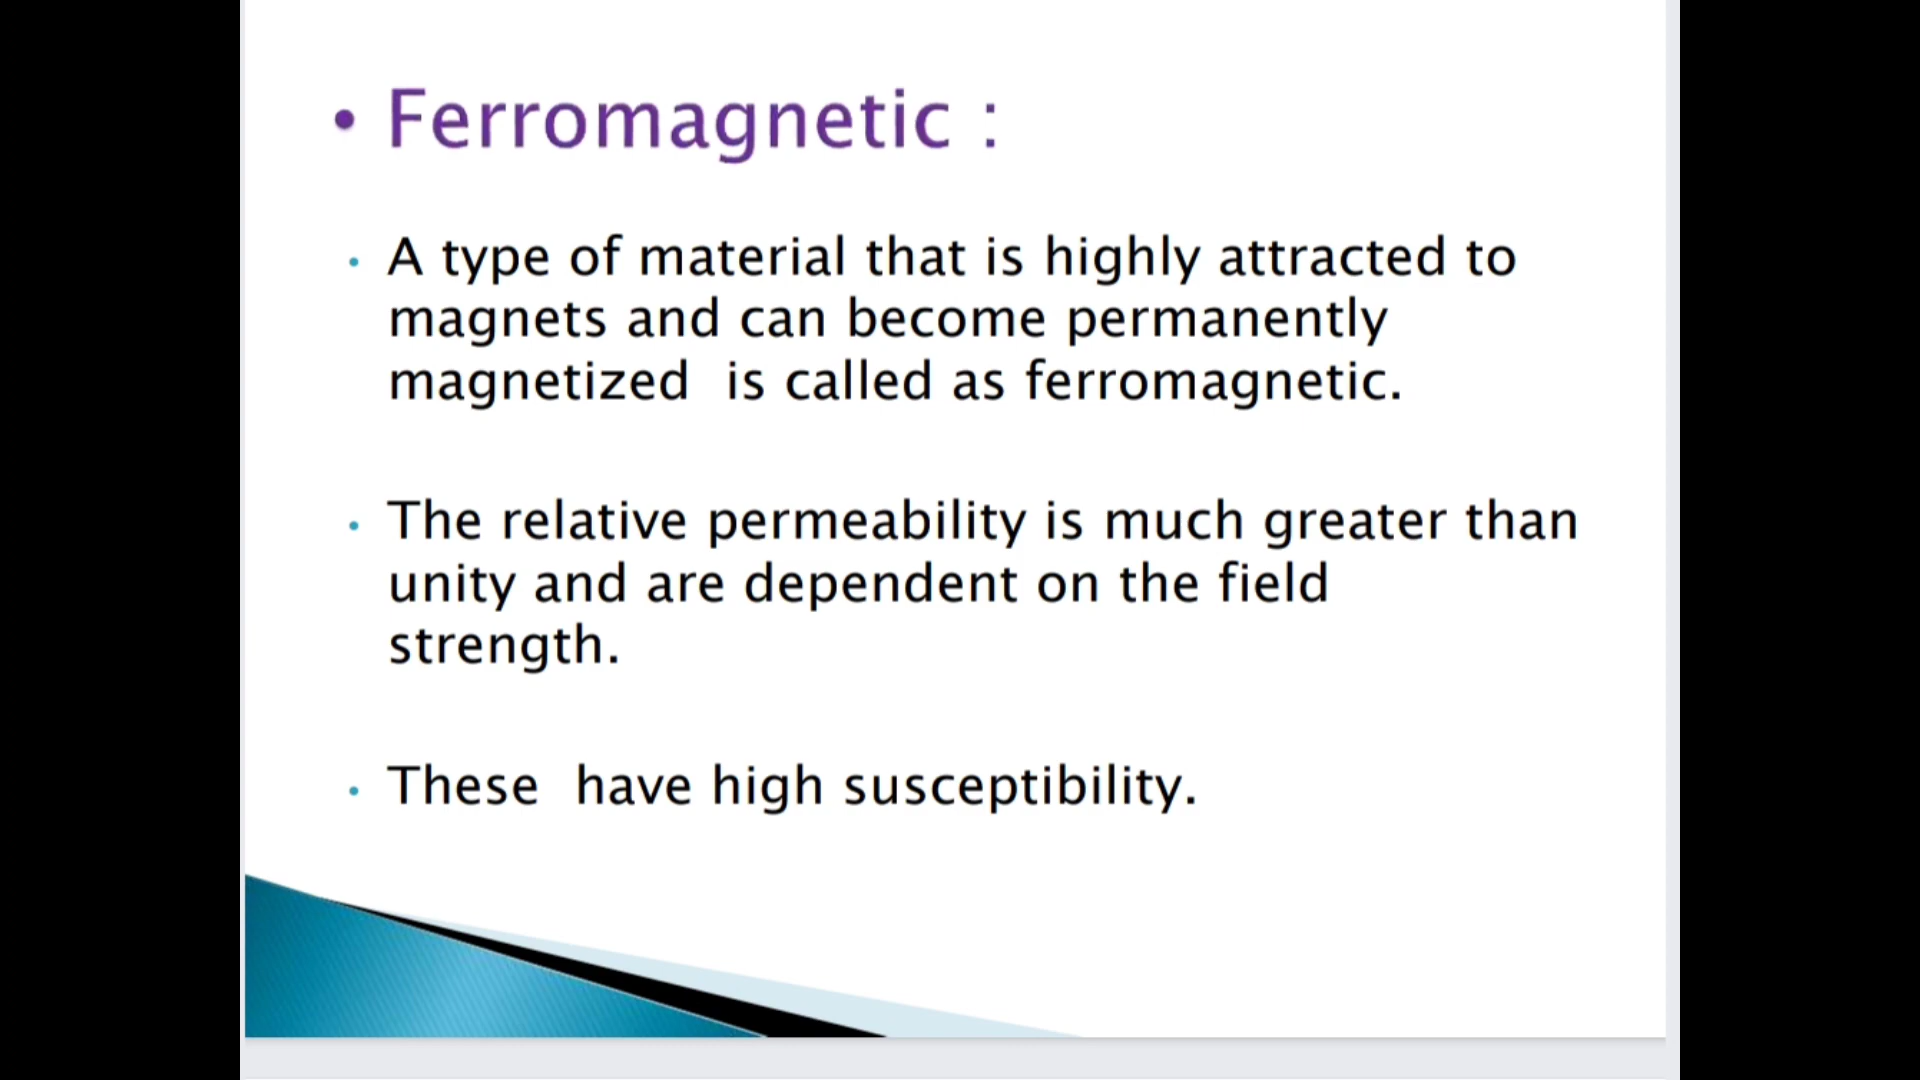 • Ferromagnetic :
• A type of material that is highly attracted to
magnets and can become permanently
magnetized  is called as ferromagnetic.
• The relative permeability is much greater than
unity and are dependent on the field
strength.
• These  have high susceptibility.